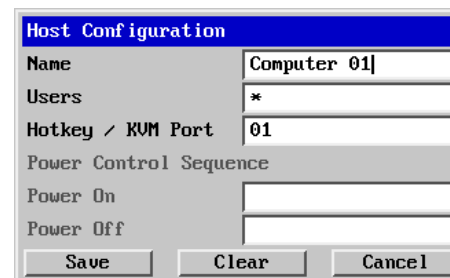 Host Configuration
Name Computer 01
Users *
Hotkey / KVM Port 01
Power Control Sequence
Power On
Power Off
Save Clear Cancel